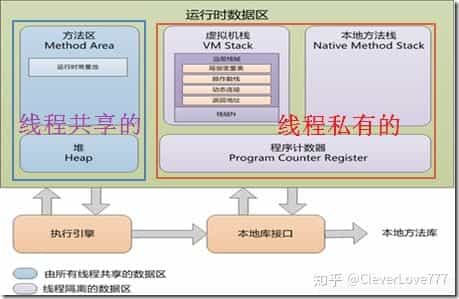 运行时数据区
方法区
Method Area
运行时常量池
虚拟机栈
VM Stack
当前栈帧
局部变量表
操作数栈
动态连接
返回地址
栈帧N
本地方法栈
Native Method Stack
线程共享的
线程私有的
堆
Heap
程序计数器
Program Counter Register
执行引擎
本地库接口
本地方法库
由所有线程共享的数据区
线程隔离的数据区
知乎 @CleverLove777